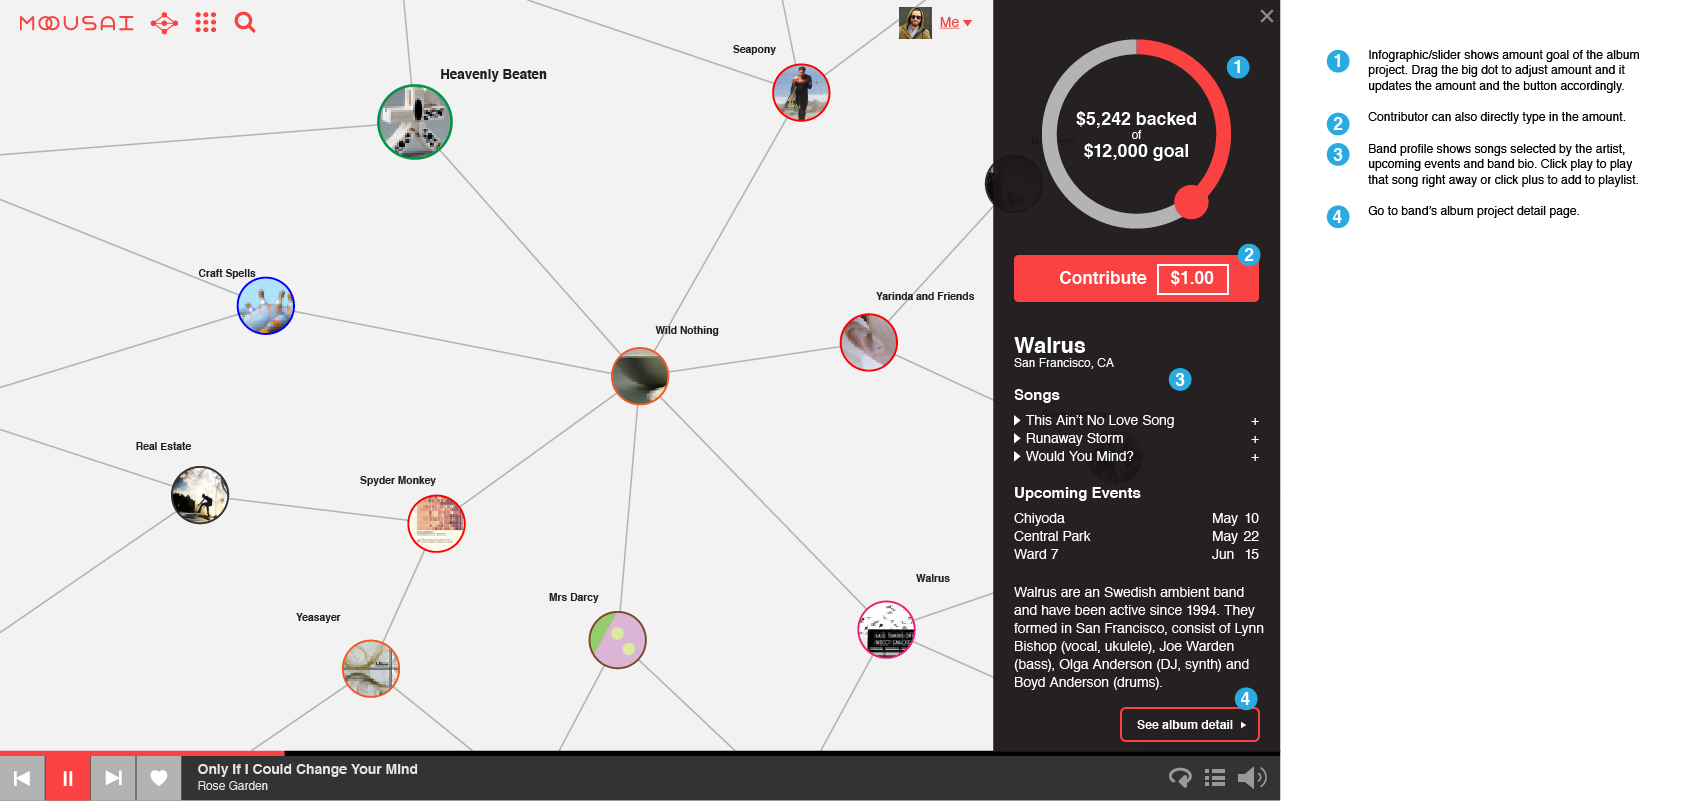 MOUSAI
Me
Seapony
Heavenly Beaten
Craft Spells
Yarinda and Friends
Wild Nothing
Real Estate
Spyder Monkey
Walrus
Mrs Darcy
Yeasayer
1
$5,242 backed
of
$12,000 goal
2
Contribute $1.00
Walrus
San Francisco, CA
3
Songs
This Ain't No Love Song +
Runaway Storm +
Would You Mind? +
Upcoming Events
Chiyoda May 10
Central Park May 22
Ward 7 Jun 15
Walrus are an Swedish ambient band
and have been active since 1994. They
formed in San Francisco, consist of Lynn
Bishop (vocal, ukulele), Joe Warden
(bass), Olga Anderson (DJ, synth) and
Boyd Anderson (drums).
4
See album detail
Only If I Could Change Your Mind
Rose Garden
1 Infographic/slider shows amount goal of the album
project. Drag the big dot to adjust amount and it
updates the amount and the button accordingly.
2 Contributor can also directly type in the amount.
3 Band profile shows songs selected by the artist,
upcoming events and band bio. Click play to play
that song right away or click plus to add to playlist.
4 Go to band's album project detail page.